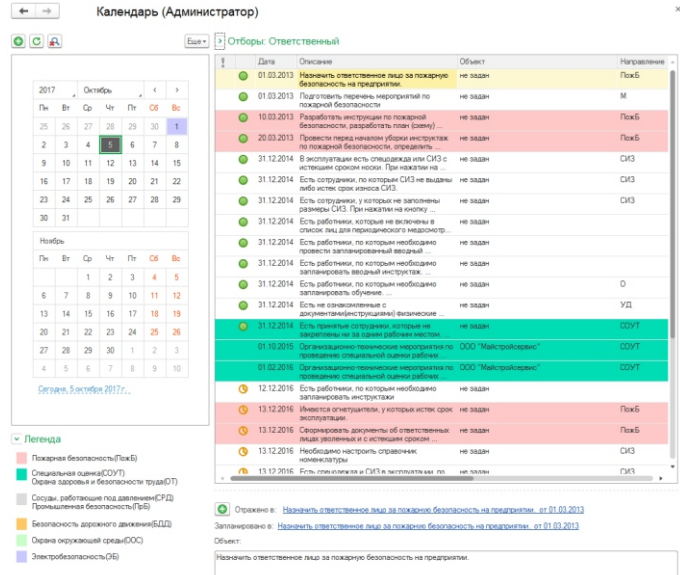 Календарь (Администратор)
Еще
Отборы: Ответственный
2017 Октябрь
Пн Вт Ср Чт Пт Сб Вс
25 26 27 28 29 30 1
2 3 4 5 6 7 8
9 10 11 12 13 14 15
16 17 18 19 20 21 22
23 24 25 26 27 28 29
30 31
Ноябрь
Пн Вт Ср Чт Пт Сб Вс
1 2 3 4 5
6 7 8 9 10 11 12
13 14 15 16 17 18 19
20 21 22 23 24 25 26
27 28 29 30 1 2 3
4 5 6 7 8 9 10
Сегодня, 5 октября 2017 г.
Легенда
Пожарная безопасность(ПожБ)
Специальная оценка(СОУТ)
Охрана здоровья и безопасности труда(ОТ)
Сосуды, работающие под давлением(СРД)
Промышленная безопасность(ПрБ)
Безопасность дорожного движения(БДД)
Охрана окружающей среды(ООС)
Электробезопасность(ЭБ)
Дата Описание Объект Направление
01.03.2013 Назначить ответственное лицо за пожарную не задан ПожБ
безопасность на предприятии.
01.03.2013 Подготовить перечень мероприятий по не задан М
пожарной безопасности
10.03.2013 Разработать инструкции по пожарной не задан ПожБ
безопасности, разработать план (схему) ...
20.03.2013 Провести перед началом уборки инструктаж не задан ПожБ
по пожарной безопасности, определить ...
31.12.2014 В эксплуатации есть спецодежда или СИЗ с не задан СИЗ
истекшим сроком носки. При нажатии на ...
31.12.2014 Есть сотрудники, по которым СИЗ не выданы не задан СИЗ
либо истек срок износа СИЗ.
31.12.2014 Есть сотрудники, у которых не заполнены не задан СИЗ
размеры СИЗ. При нажатии на кнопку ...
31.12.2014 Есть работники, которые не включены в не задан
список лиц для периодического медосмотр...
31.12.2014 Есть работники, по которым необходимо не задан
провести запланированный вводный ...
31.12.2014 Есть работники, по которым необходимо не задан
запланировать вводный инструктаж. ...
31.12.2014 Есть работники, по которым необходимо не задан О
запланировать обучение. ...
31.12.2014 Есть не ознакомленные с не задан УД
документами(инструкциями) физические ...
31.12.2014 Есть принятые сотрудники, которые не не задан СОУТ
закреплены ни за одним рабочим местом ...
01.10.2015 Организационно-технические мероприятия по ООО "Майстройсервис" СОУТ
проведению специальной оценки рабочих ...
01.02.2016 Организационно-технические мероприятия по ООО "Майстройсервис" СОУТ
проведению специальной оценки рабочих ...
12.12.2016 Есть работники, по которым необходимо не задан
запланировать инструктажи
13.12.2016 Имеются огнетушители, у которых истек срок не задан ПожБ
эксплуатации.
13.12.2016 Сформировать документы об ответственных не задан ПожБ
лицах уволенных и с истекшим сроком ...
13.12.2016 Необходимо настроить справочник не задан СИЗ
номенклатуры
13.12.2016 Есть спецодежда и СИЗ в эксплуатации, по не задан СИЗ
Отражено в: Назначить ответственное лицо за пожарную безопасность на предприятии. от 01.03.2013
Запланировано в: Назначить ответственное лицо за пожарную безопасность на предприятии. от 01.03.2013
Объект:
Назначить ответственное лицо за пожарную безопасность на предприятии.